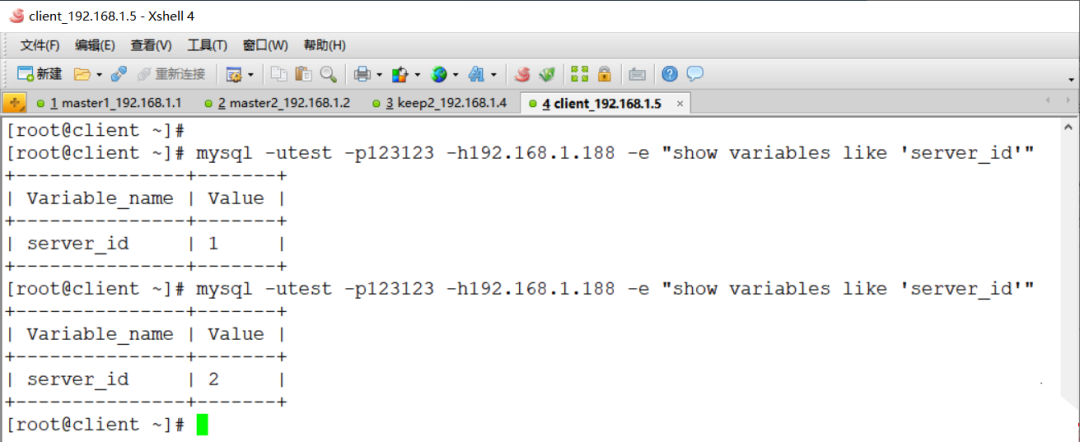 client_192.168.1.5 - Xshell 4
文件(F) 编辑(E) 查看(V) 工具(T) 窗口(W) 帮助(H)
新建 重新连接
1 master1_192.168.1.1 2 master2_192.168.1.2 3 keep2_192.168.1.4 4 client_192.168.1.5 ×
[root@client ~]#
[root@client ~]# mysql -utest -p123123 -h192.168.1.188 -e "show variables like 'server_id'"
+---------------+-------+
| Variable_name | Value |
+---------------+-------+
| server_id     | 1     |
+---------------+-------+
[root@client ~]# mysql -utest -p123123 -h192.168.1.188 -e "show variables like 'server_id'"
+---------------+-------+
| Variable_name | Value |
+---------------+-------+
| server_id     | 2     |
+---------------+-------+
[root@client ~]#